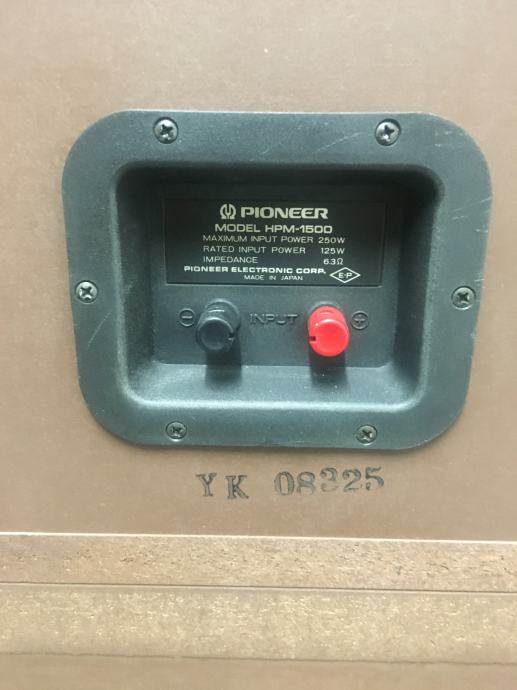 PIONEER
MODEL HPM-1500
MAXIMUM INPUT POWER 250W
RATED INPUT POWER 125W
IMPEDANCE 6.3Ω
PIONEER ELECTRONIC CORP.
MADE IN JAPAN
E-P
⊖ INPUT ⊕
YK 08325